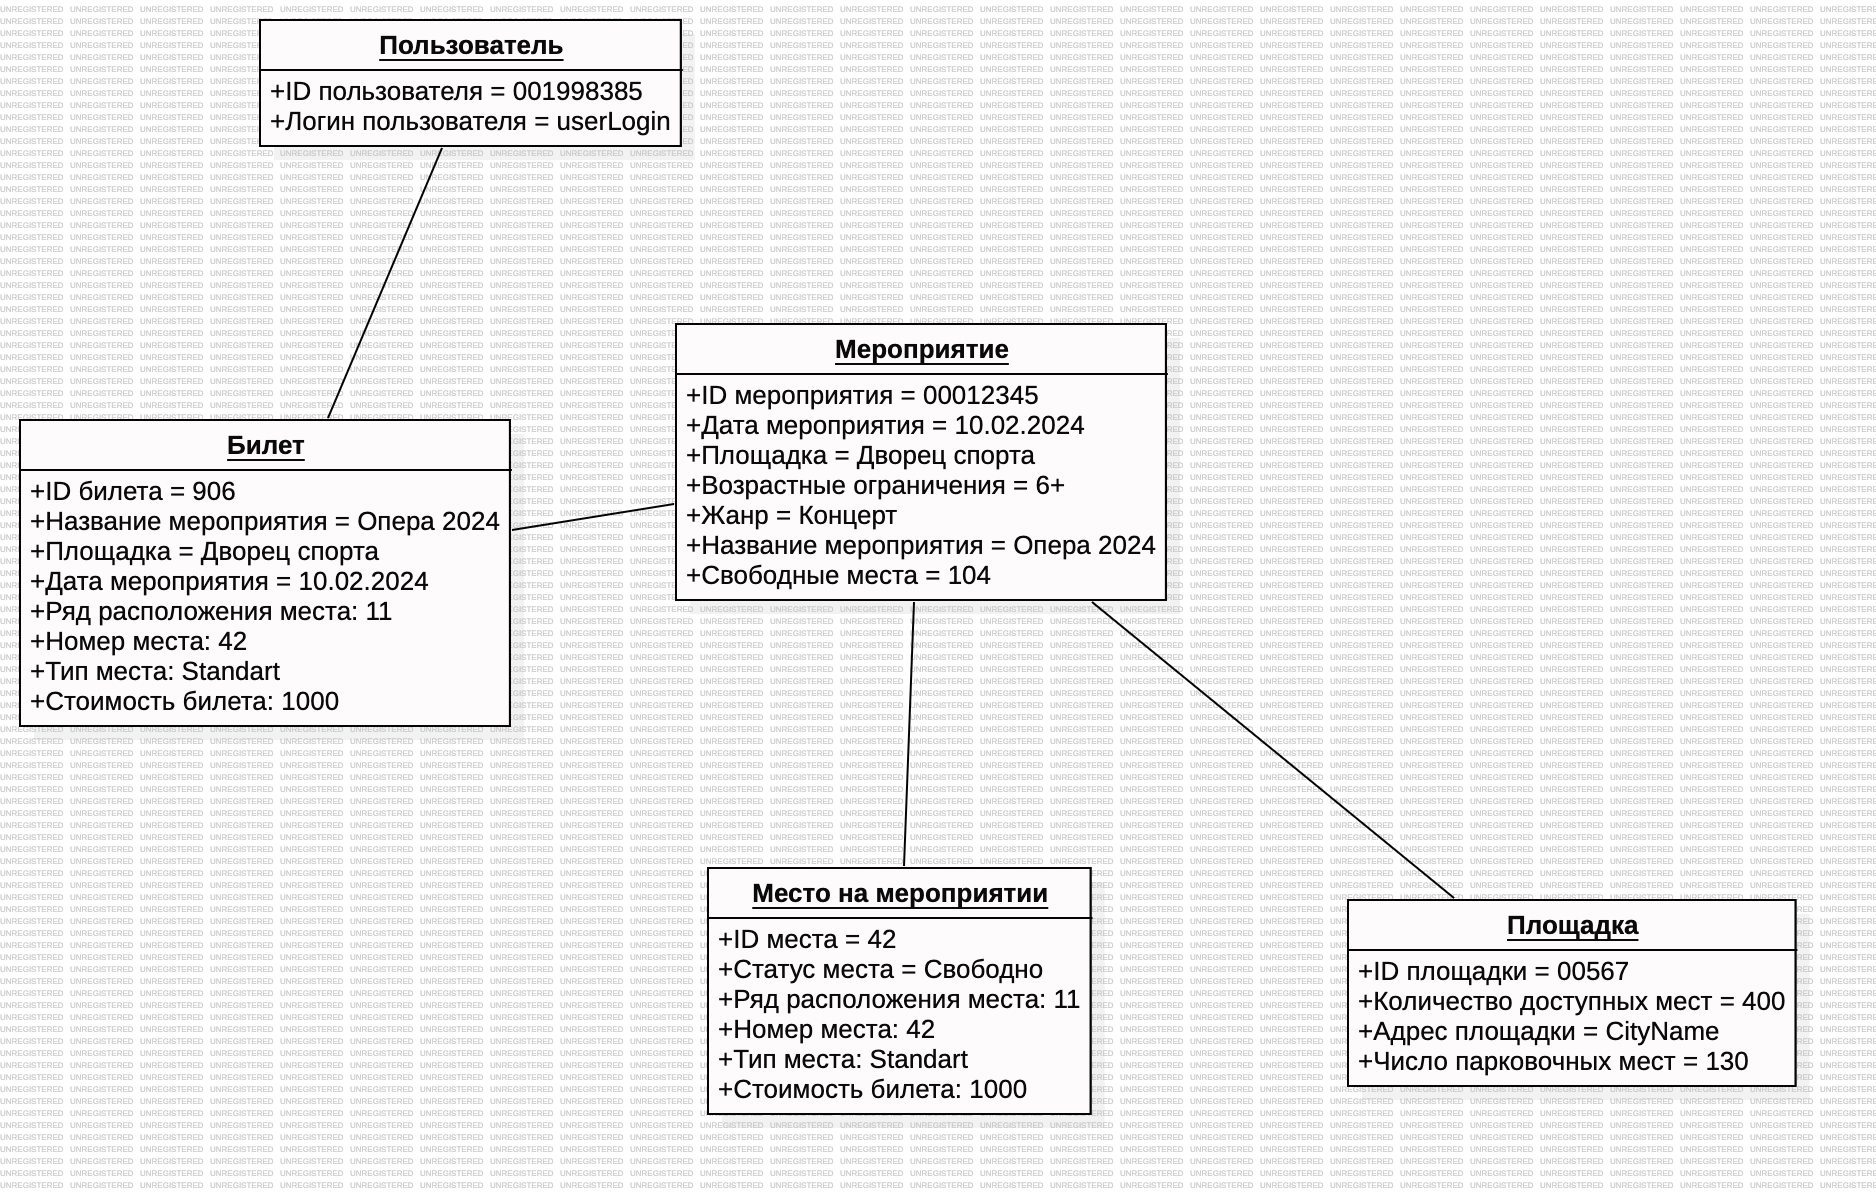 Пользователь
+ID пользователя = 001998385
+Логин пользователя = userLogin
Мероприятие
+ID мероприятия = 00012345
+Дата мероприятия = 10.02.2024
+Площадка = Дворец спорта
+Возрастные ограничения = 6+
+Жанр = Концерт
+Название мероприятия = Опера 2024
+Свободные места = 104
Билет
+ID билета = 906
+Название мероприятия = Опера 2024
+Площадка = Дворец спорта
+Дата мероприятия = 10.02.2024
+Ряд расположения места: 11
+Номер места: 42
+Тип места: Standart
+Стоимость билета: 1000
Место на мероприятии
+ID места = 42
+Статус места = Свободно
+Ряд расположения места: 11
+Номер места: 42
+Тип места: Standart
+Стоимость билета: 1000
Площадка
+ID площадки = 00567
+Количество доступных мест = 400
+Адрес площадки = CityName
+Число парковочных мест = 130
UNREGISTERED